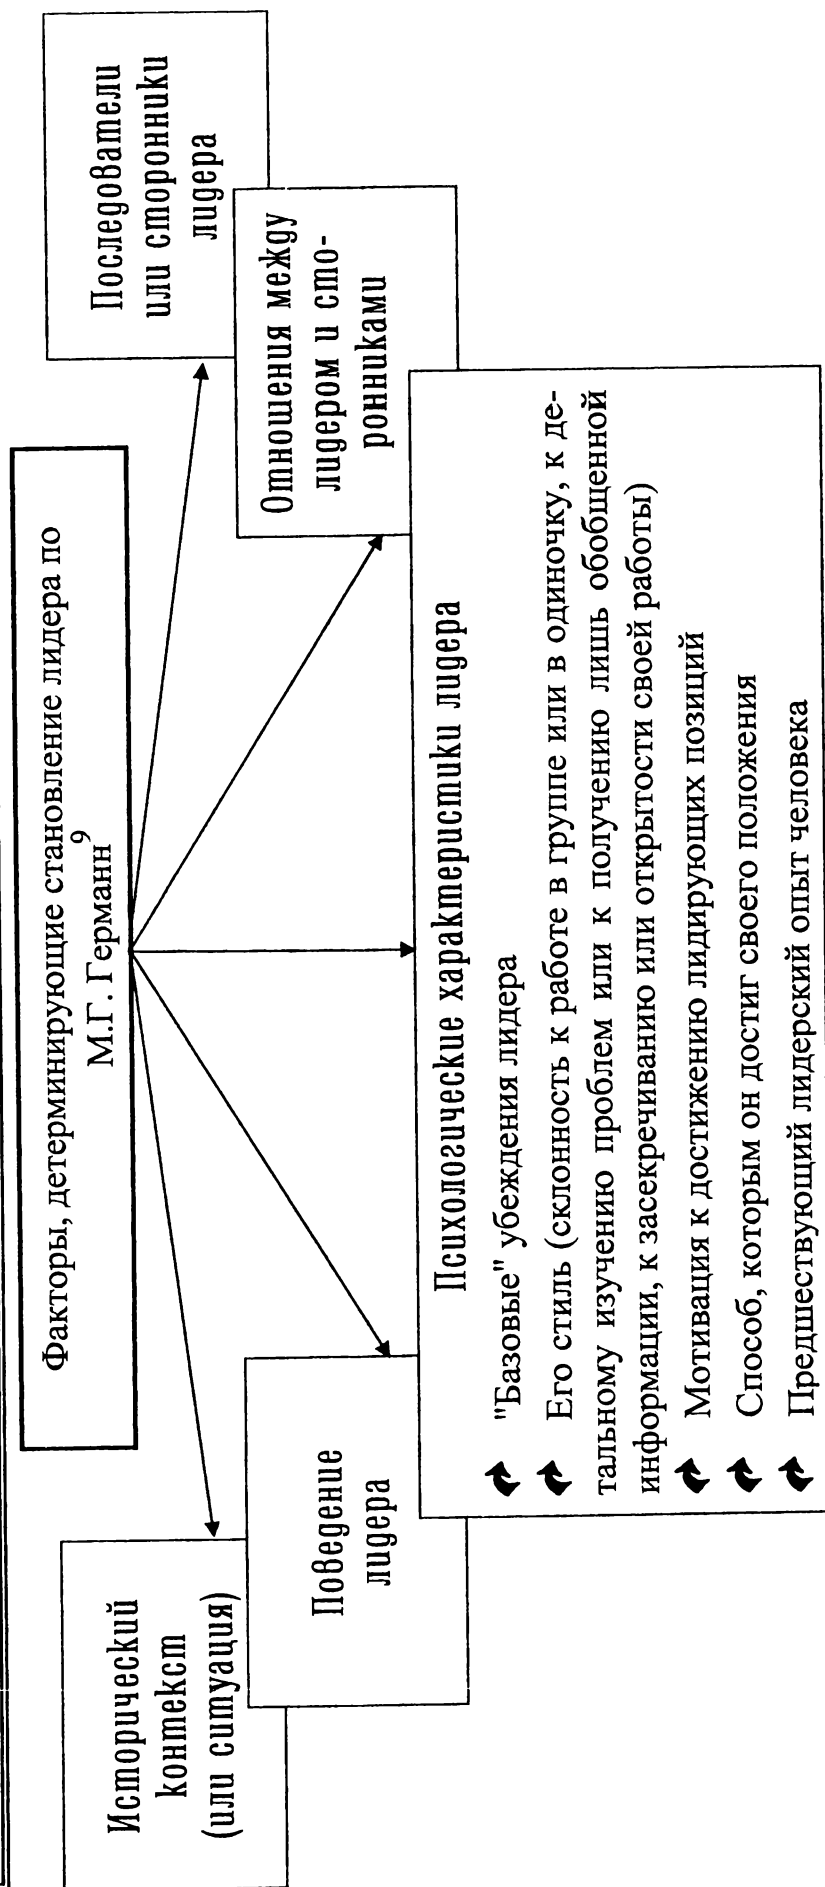 Факторы, детерминирующие становление лидера по
М.Г. Германн9
Исторический
контекст
(или ситуация)
Поведение
лидера
Психологические характеристики лидера
"Базовые" убеждения лидера
Его стиль (склонность к работе в группе или в одиночку, к де-
тальному изучению проблем или к получению лишь обобщенной
информации, к засекречиванию или открытости своей работы)
Мотивация к достижению лидирующих позиций
Способ, которым он достиг своего положения
Предшествующий лидерский опыт человека
Отношения между
лидером и сто-
ронниками
Последователи
или сторонники
лидера